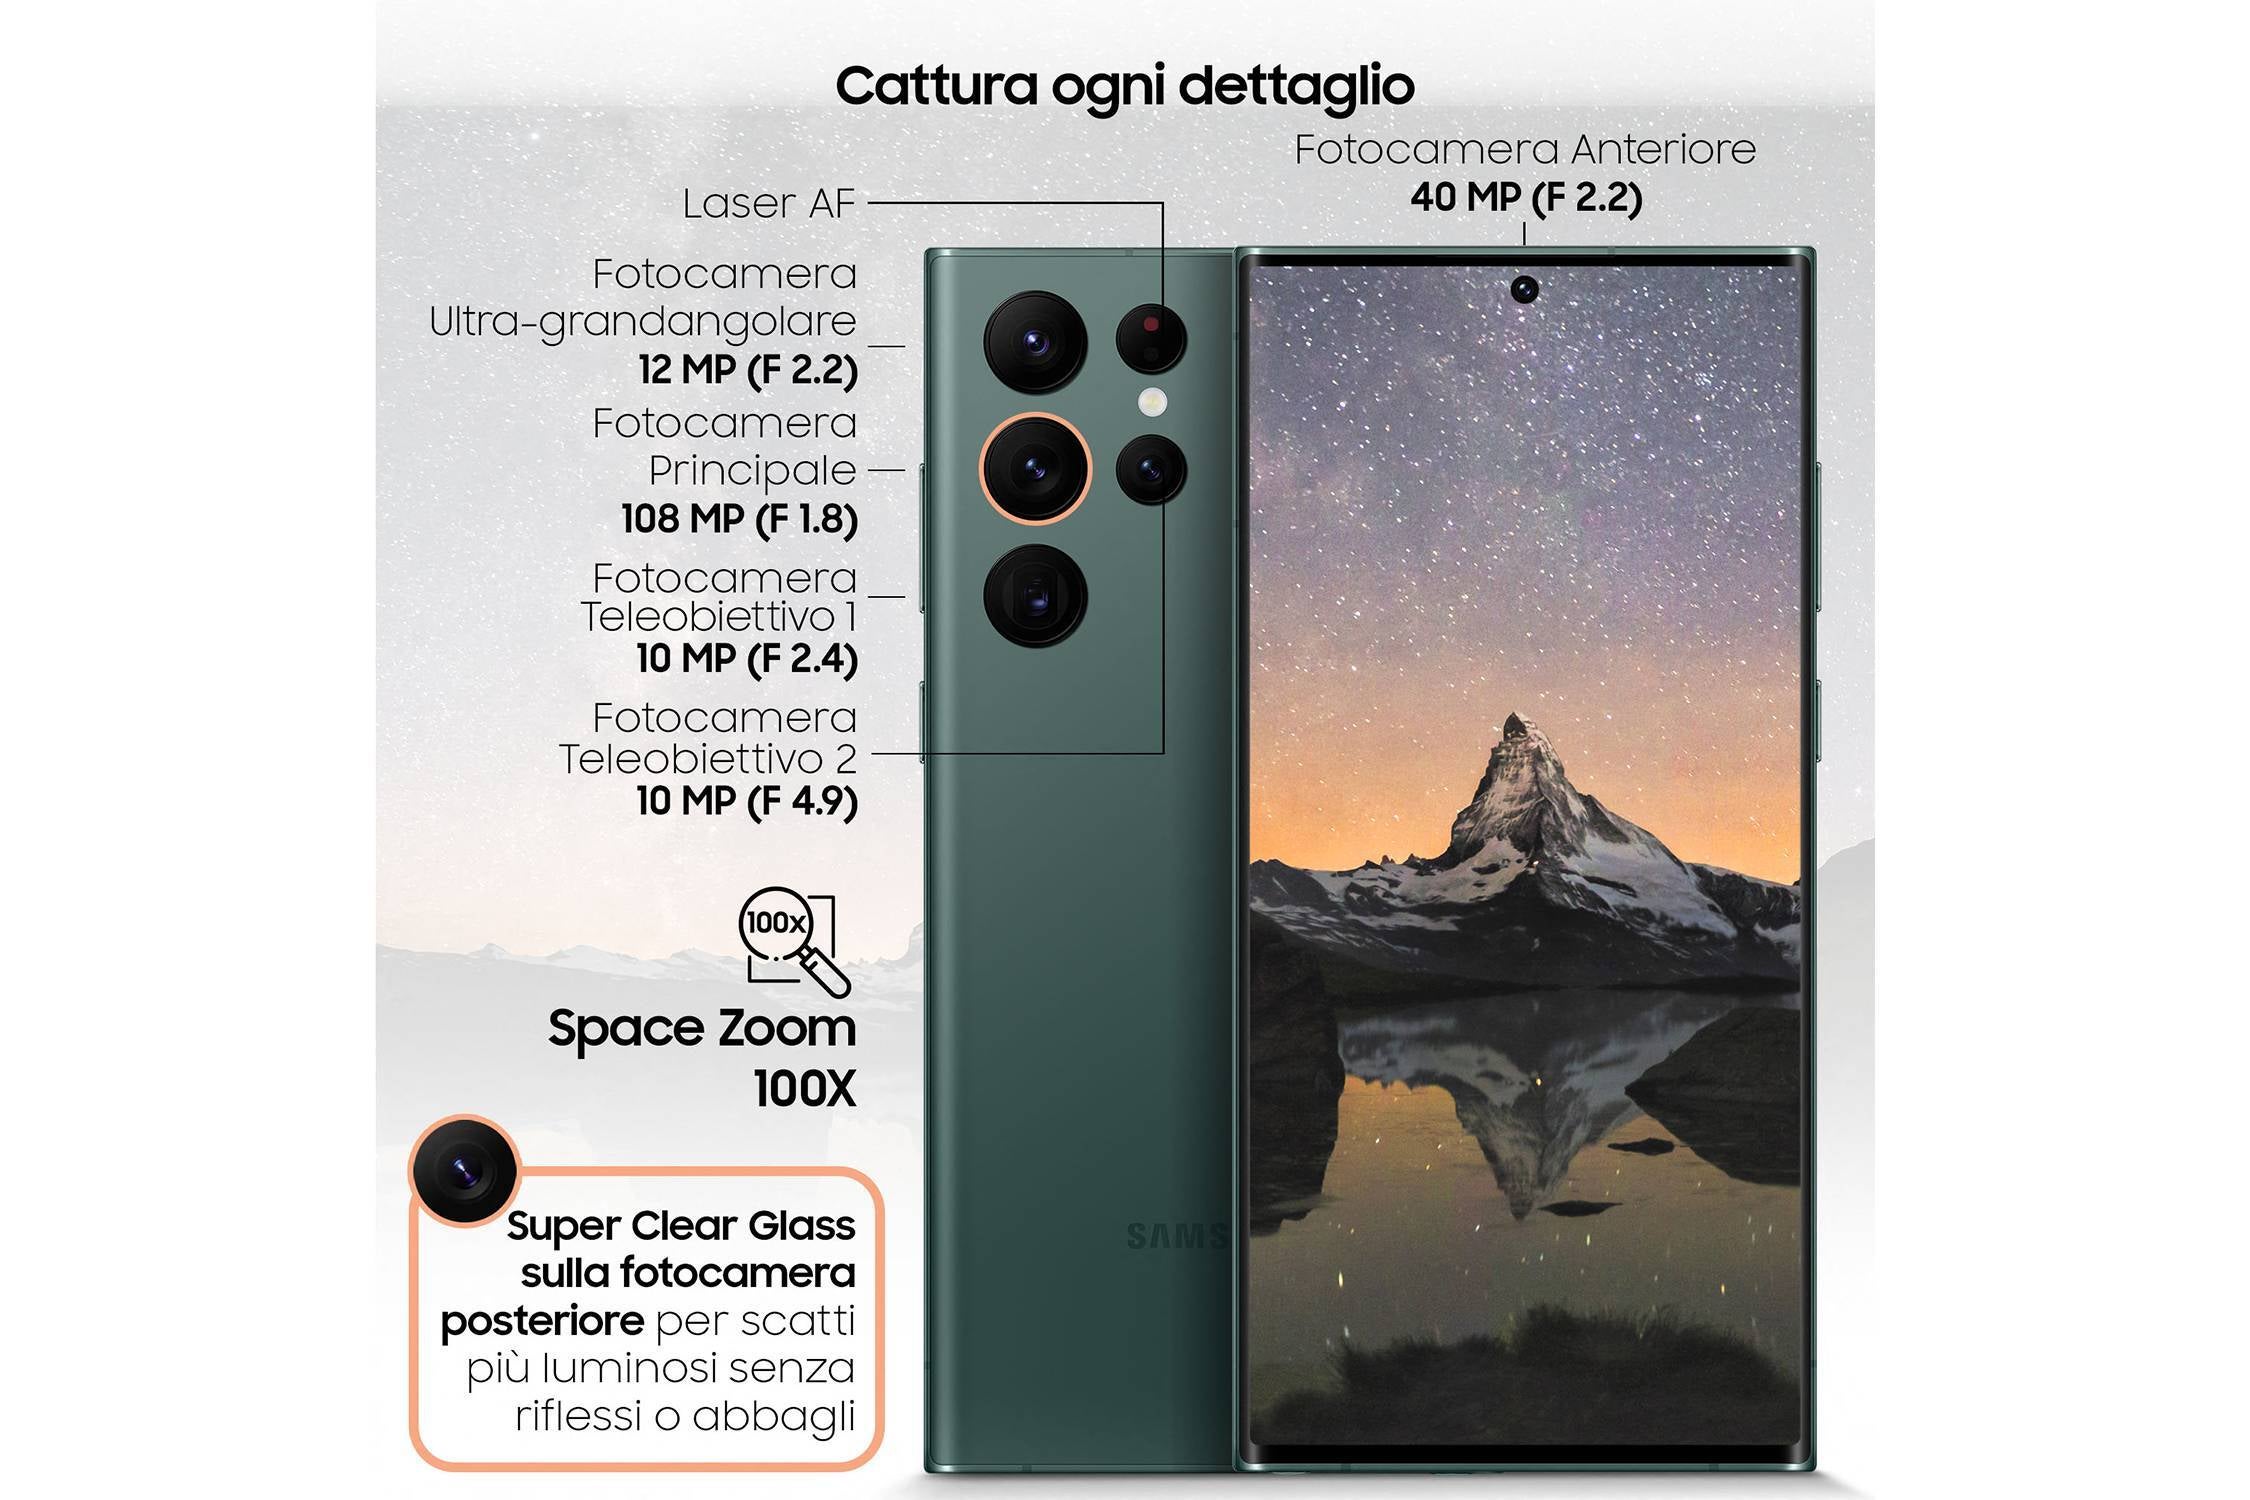 Cattura ogni dettaglio
Fotocamera Anteriore
40 MP (F 2.2)
Laser AF
Fotocamera
Ultra-grandangolare
12 MP (F 2.2)
Fotocamera
Principale
108 MP (F 1.8)
Fotocamera
Teleobiettivo 1
10 MP (F 2.4)
Fotocamera
Teleobiettivo 2
10 MP (F 4.9)
100x
Space Zoom
100X
Super Clear Glass
sulla fotocamera
posteriore per scatti
più luminosi senza
riflessi o abbagli
SAMS